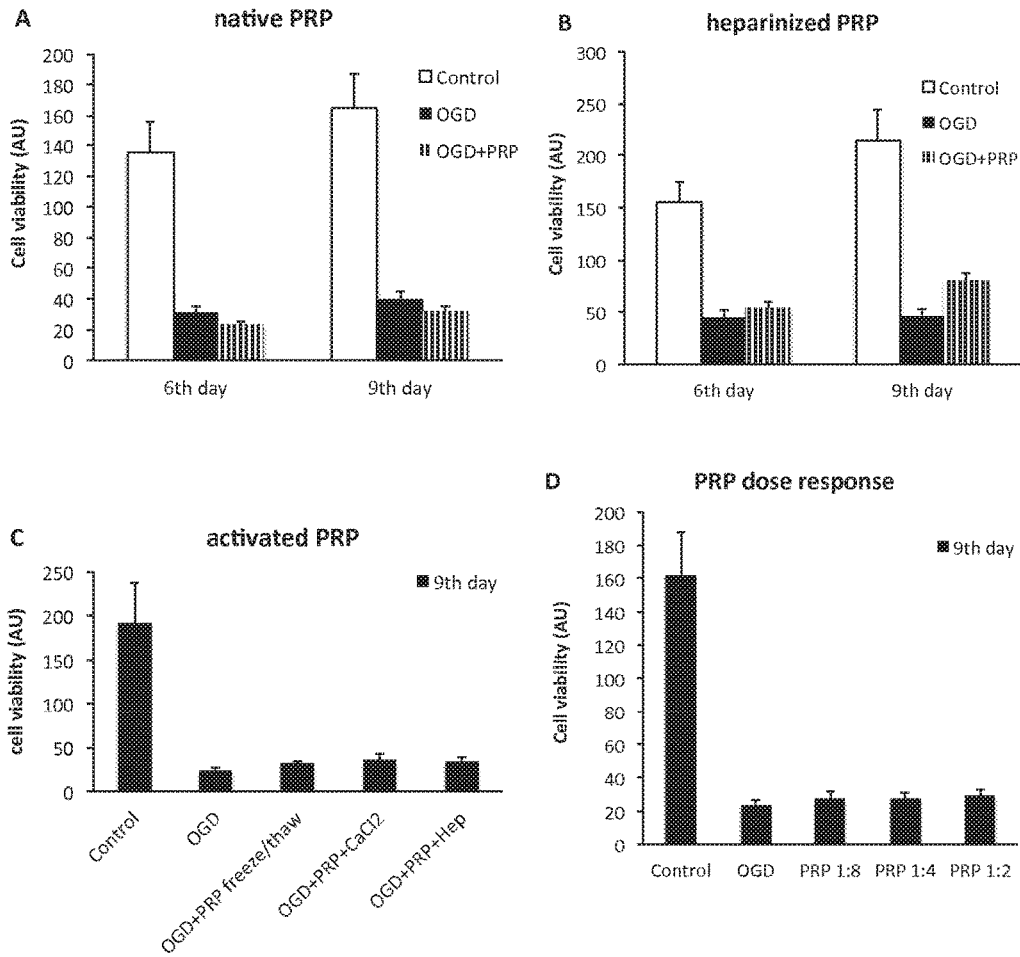 A
native PRP
200
180
160
140
120
100
80
60
40
20
0
Cell viability (AU)
Control
OGD
OGD+PRP
6th day
9th day
B
heparinized PRP
300
250
200
150
100
50
0
Cell viability (AU)
Control
OGD
OGD+PRP
6th day
9th day
C
activated PRP
250
200
150
100
50
0
cell viability (AU)
9th day
Control
OGD
OGD+PRP freeze/thaw
OGD+PRP+CaCl2
OGD+PRP+Hep
D
PRP dose response
200
180
160
140
120
100
80
60
40
20
0
Cell viability (AU)
9th day
Control
OGD
PRP 1:8
PRP 1:4
PRP 1:2